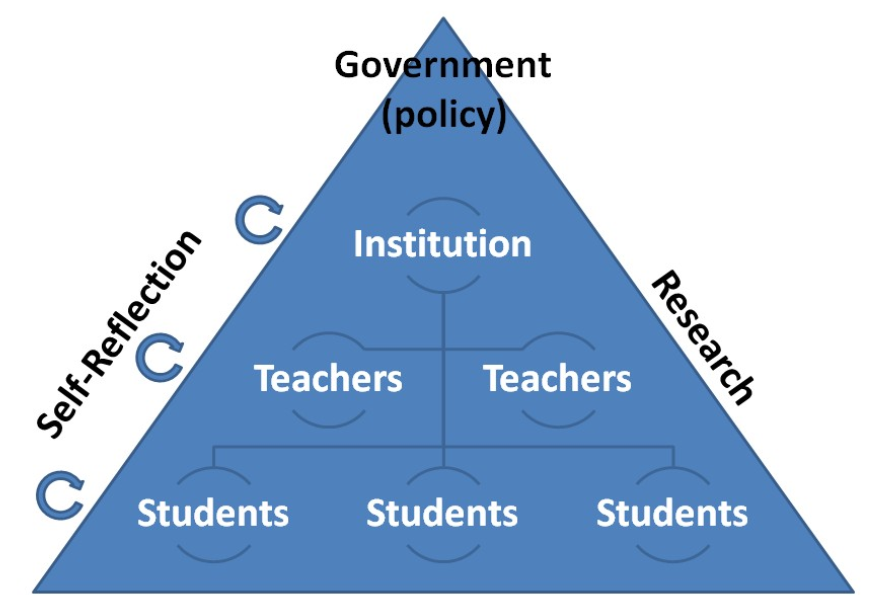 Government
(policy)
Institution
Self-Reflection
Research
Teachers Teachers
Students Students Students